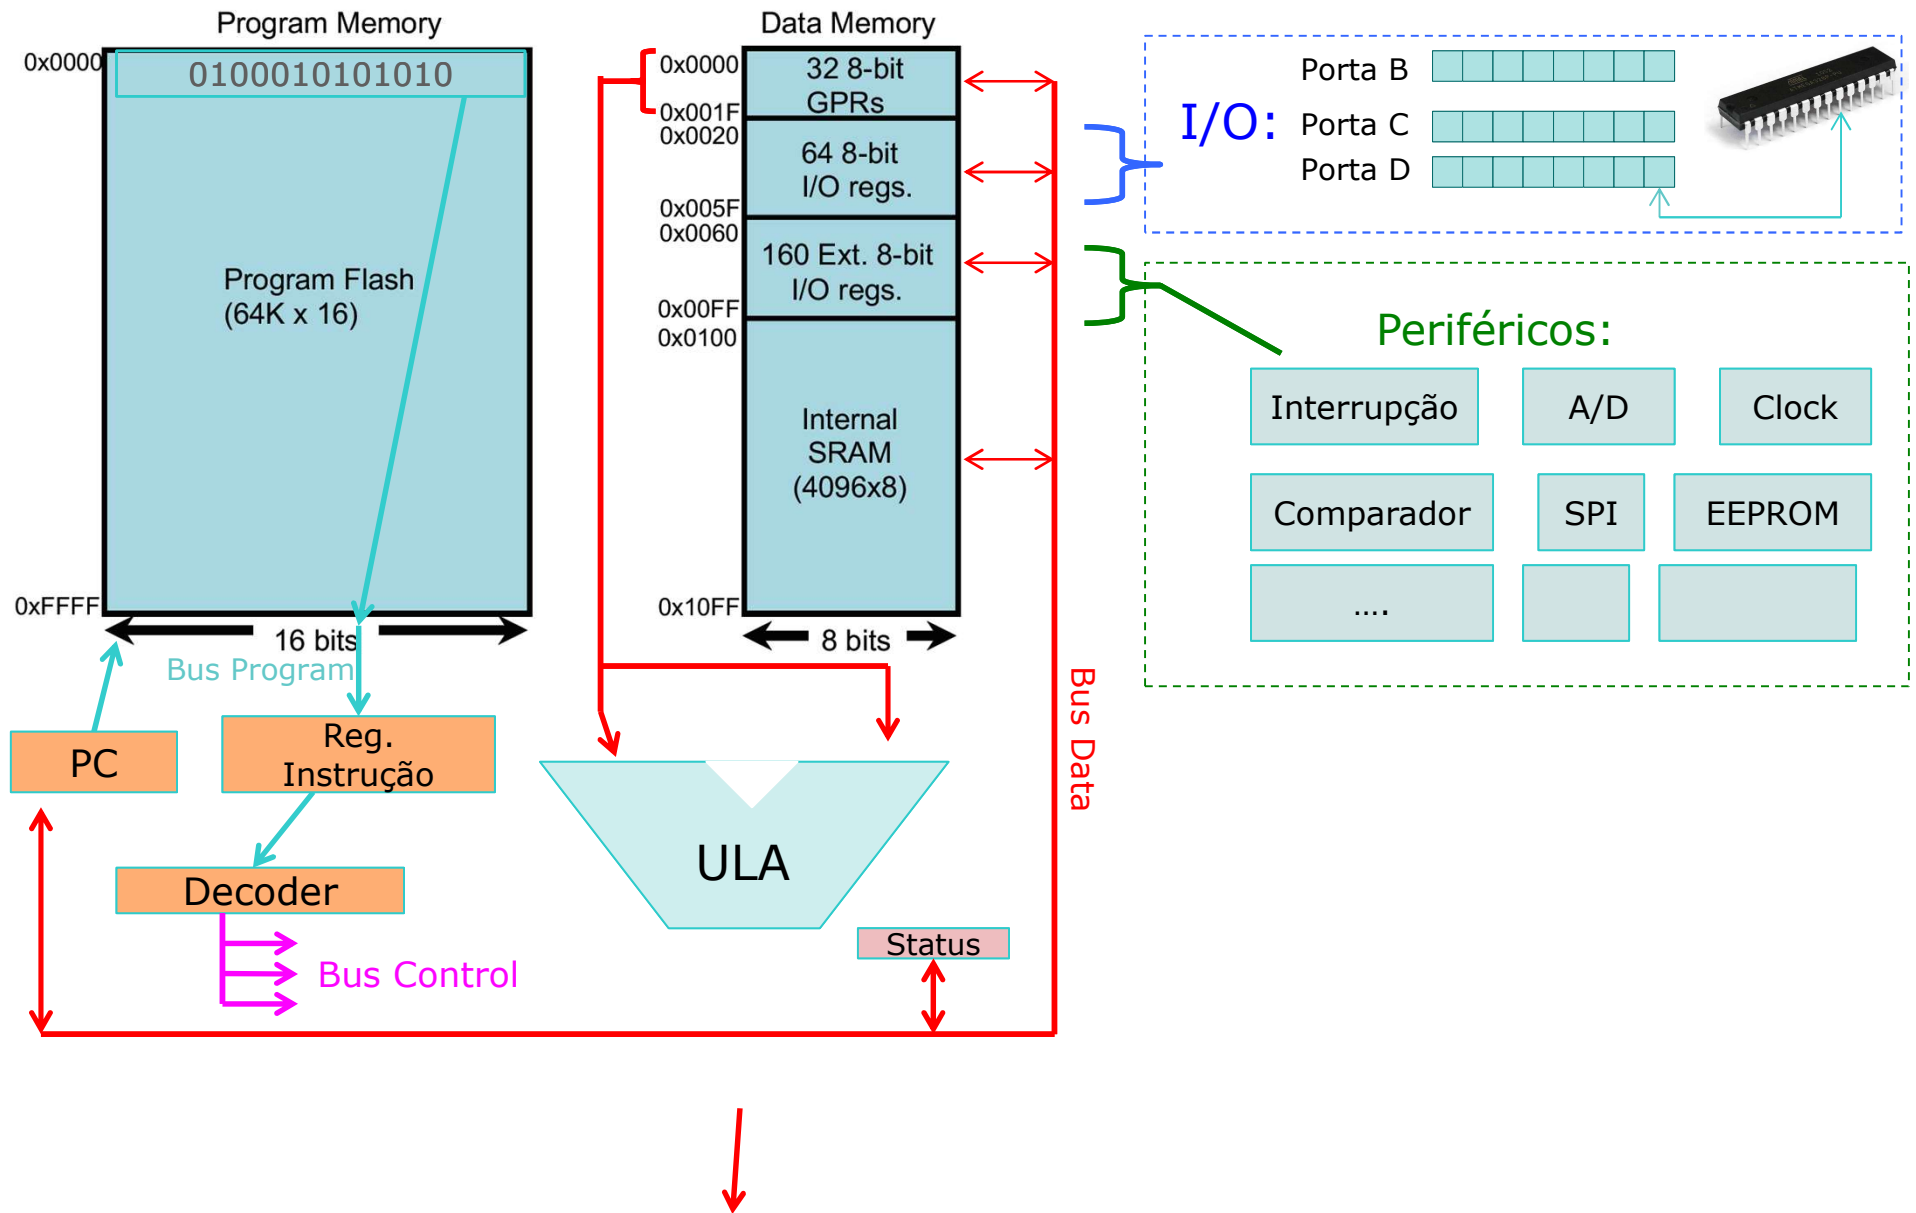 Program Memory
0x0000
0100010101010
Program Flash
(64K x 16)
0xFFFF
16 bits
Bus Program
PC
Reg.
Instrução
Decoder
Bus Control
Data Memory
0x0000
32 8-bit
GPRs
0x001F
0x0020
64 8-bit
I/O regs.
0x005F
0x0060
160 Ext. 8-bit
I/O regs.
0x00FF
0x0100
Internal
SRAM
(4096x8)
0x10FF
8 bits
ULA
Status
Bus Data
I/O:
Porta B
Porta C
Porta D
Periféricos:
Interrupção
A/D
Clock
Comparador
SPI
EEPROM
....